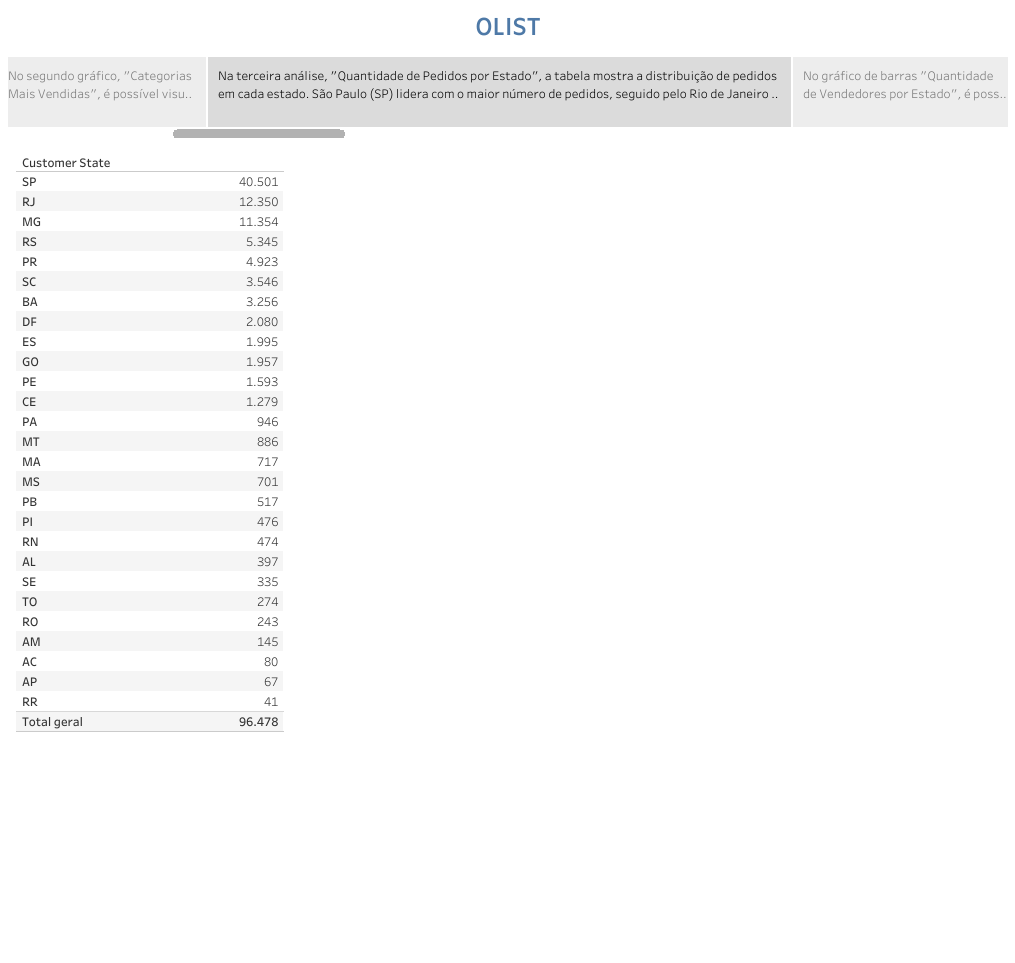 OLIST
No segundo gráfico, "Categorias
Mais Vendidas", é possível visu..
Na terceira análise, "Quantidade de Pedidos por Estado", a tabela mostra a distribuição de pedidos
em cada estado. São Paulo (SP) lidera com o maior número de pedidos, seguido pelo Rio de Janeiro ..
No gráfico de barras "Quantidade
de Vendedores por Estado", é poss..
Customer State
SP 40.501
RJ 12.350
MG 11.354
RS 5.345
PR 4.923
SC 3.546
BA 3.256
DF 2.080
ES 1.995
GO 1.957
PE 1.593
CE 1.279
PA 946
MT 886
MA 717
MS 701
PB 517
PI 476
RN 474
AL 397
SE 335
TO 274
RO 243
AM 145
AC 80
AP 67
RR 41
Total geral 96.478